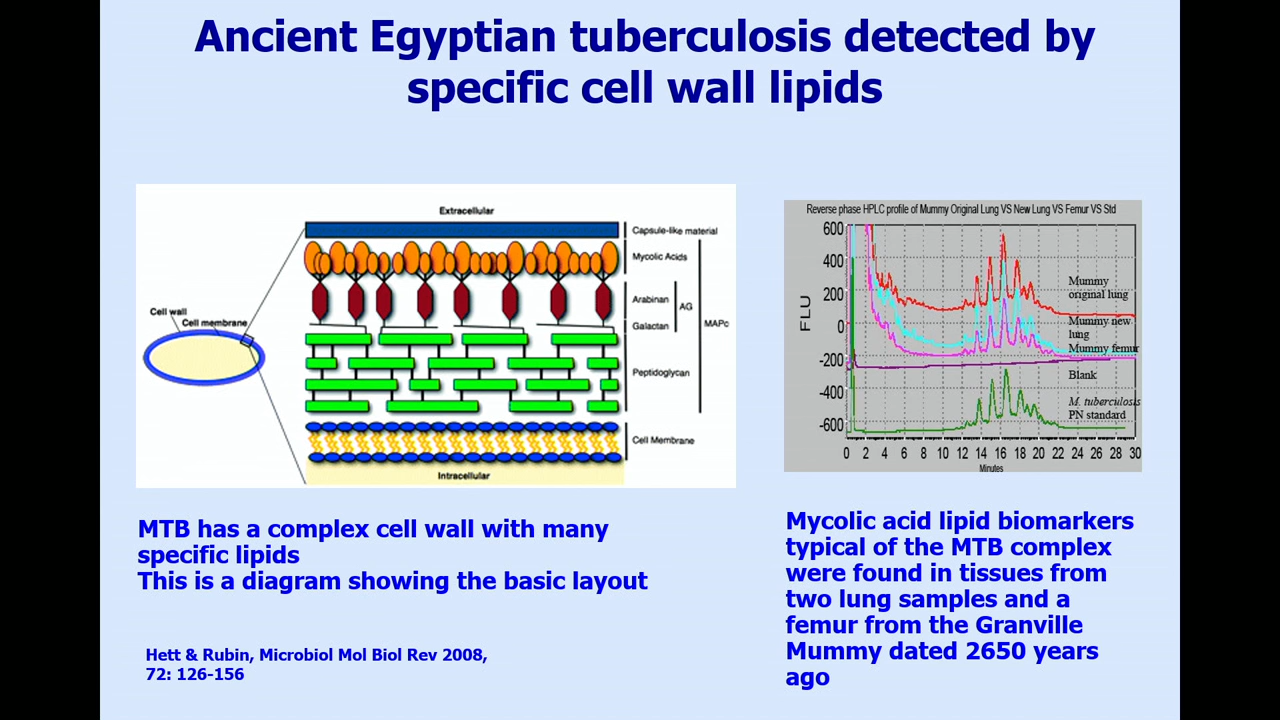 Ancient Egyptian tuberculosis detected by
specific cell wall lipids
Extracellular
Capsule-like material
Mycolic Acids
Arabinan
AG
Galactan
MAPc
Peptidoglycan
Cell wall
Cell membrane
Cell Membrane
Intracellular
Reverse phase HPLC profile of Mummy Original Lung VS New Lung VS Femur VS Std
FLU
600
400
200
0
-200
-400
-600
Mummy
original lung
Mummy new
lung
Mummy femur
Blank
M. tuberculosis
PN standard
0 2 4 6 8 10 12 14 16 18 20 22 24 26 28 30
Minutes
MTB has a complex cell wall with many
specific lipids
This is a diagram showing the basic layout
Hett & Rubin, Microbiol Mol Biol Rev 2008,
72: 126-156
Mycolic acid lipid biomarkers
typical of the MTB complex
were found in tissues from
two lung samples and a
femur from the Granville
Mummy dated 2650 years
ago